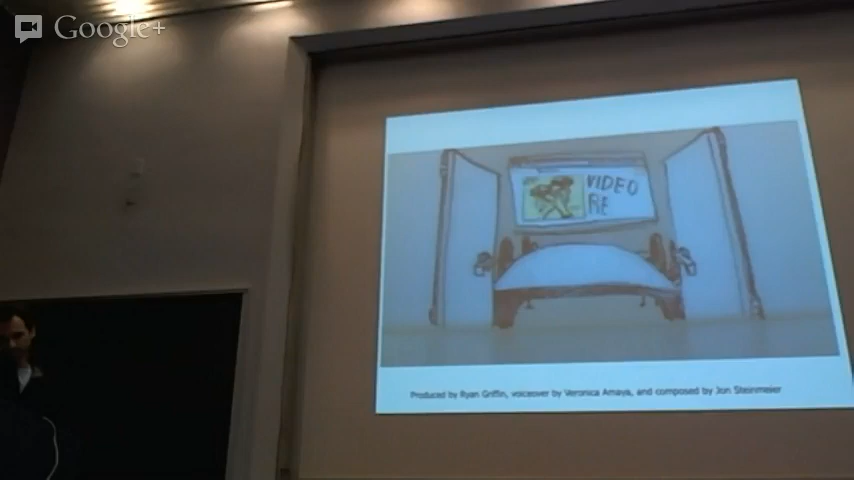 Google+
VIDEO
RE
Produced by Ryan Griffin, voiceover by Veronica Amaya, and composed by Jon Steinmeier